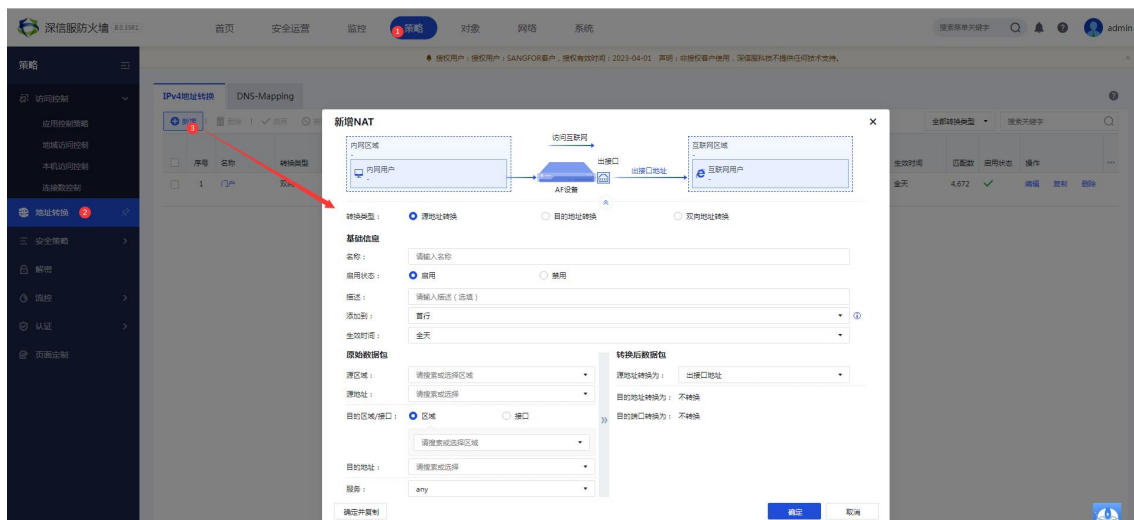 深信服防火墙 8.0.35R1
首页 安全运营 监控 1 策略 对象 网络 系统
搜索菜单关键字 admin
授权用户：授权用户：SANGFOR客户，授权有效时间：2023-04-01 声明：非授权客户使用，深信服科技不提供任何技术支持。
策略
访问控制
应用控制策略
地域访问控制
本机访问控制
连接数控制
地址转换 2
安全策略
解密
流控
认证
页面定制
IPv4地址转换 DNS-Mapping
新增 3 删除 启用
全部转换类型 搜索关键字
序号 名称 转换类型
生效时间 匹配数 启用状态 操作
1 门户 双向
全天 4,672 编辑 复制 删除
新增NAT
内网区域
-
内网用户
-
访问互联网
出接口
AF设备
出接口地址
互联网区域
-
互联网用户
-
转换类型： 源地址转换 目的地址转换 双向地址转换
基础信息
名称： 请输入名称
启用状态： 启用 禁用
描述： 请输入描述（选填）
添加到： 首行
生效时间： 全天
原始数据包
源区域： 请搜索或选择区域
源地址： 请搜索或选择
目的区域/接口： 区域 接口
请搜索或选择区域
目的地址： 请搜索或选择
服务： any
转换后数据包
源地址转换为： 出接口地址
目的地址转换为： 不转换
目的端口转换为： 不转换
确定并复制 确定 取消